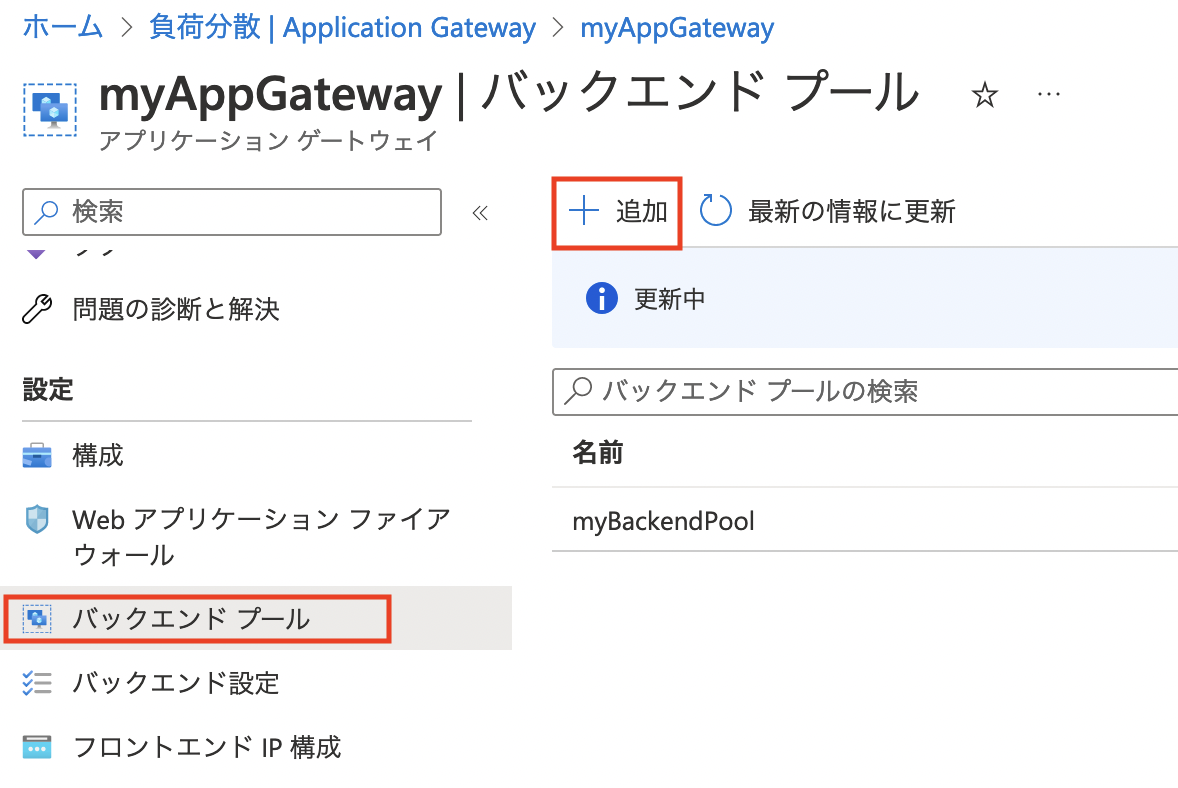 ホーム > 負荷分散 | Application Gateway > myAppGateway
myAppGateway | バックエンド プール
アプリケーション ゲートウェイ
検索
追加
最新の情報に更新
問題の診断と解決
更新中
設定
バックエンド プールの検索
構成
名前
Web アプリケーション ファイア
ウォール
myBackendPool
バックエンド プール
バックエンド設定
フロントエンド IP 構成